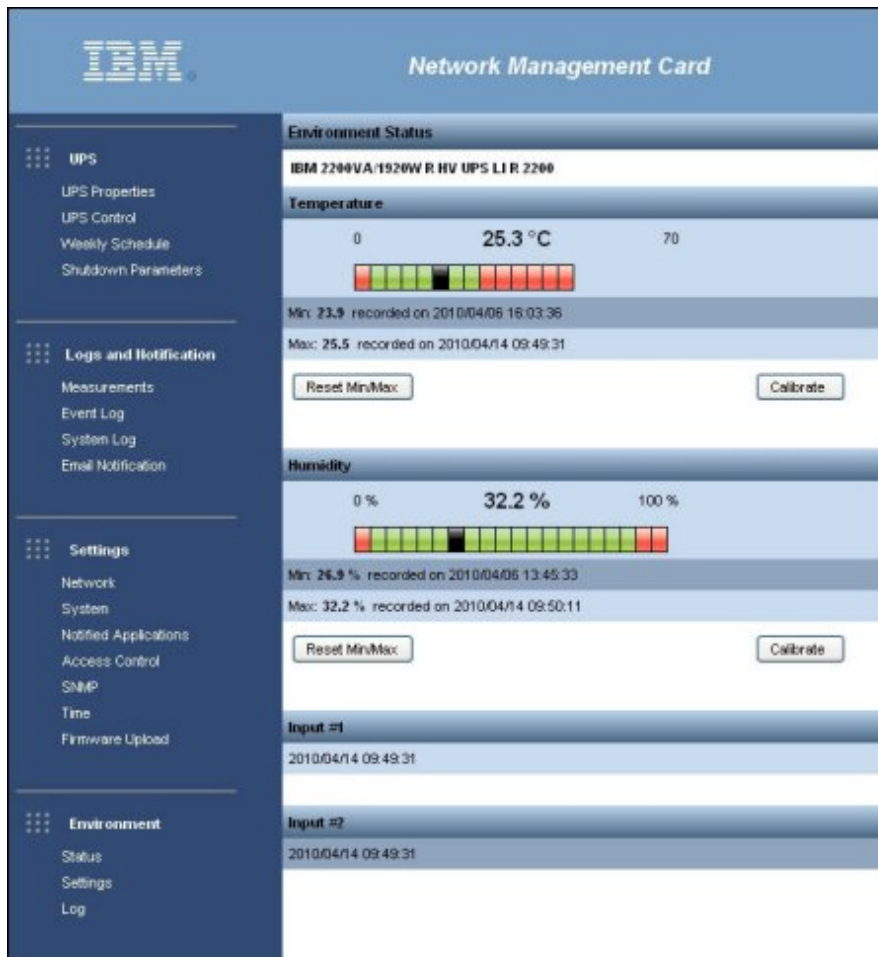 IBM
Network Management Card
UPS
UPS Properties
UPS Control
Weekly Schedule
Shutdown Parameters
Logs and Notification
Measurements
Event Log
System Log
Email Notification
Settings
Network
System
Notified Applications
Access Control
SNMP
Time
Firmware Upload
Environment
Status
Settings
Log
Environment Status
IBM 2200VA/1920W R HV UPS LI R 2200
Temperature
0 25.3 °C 70
Min: 23.9 recorded on 2010/04/06 16:03:36
Max: 25.5 recorded on 2010/04/14 09:49:31
Reset Min/Max Calibrate
Humidity
0 % 32.2 % 100 %
Min: 26.9 % recorded on 2010/04/06 13:45:33
Max: 32.2 % recorded on 2010/04/14 09:50:11
Reset Min/Max Calibrate
Input #1
2010/04/14 09:49:31
Input #2
2010/04/14 09:49:31